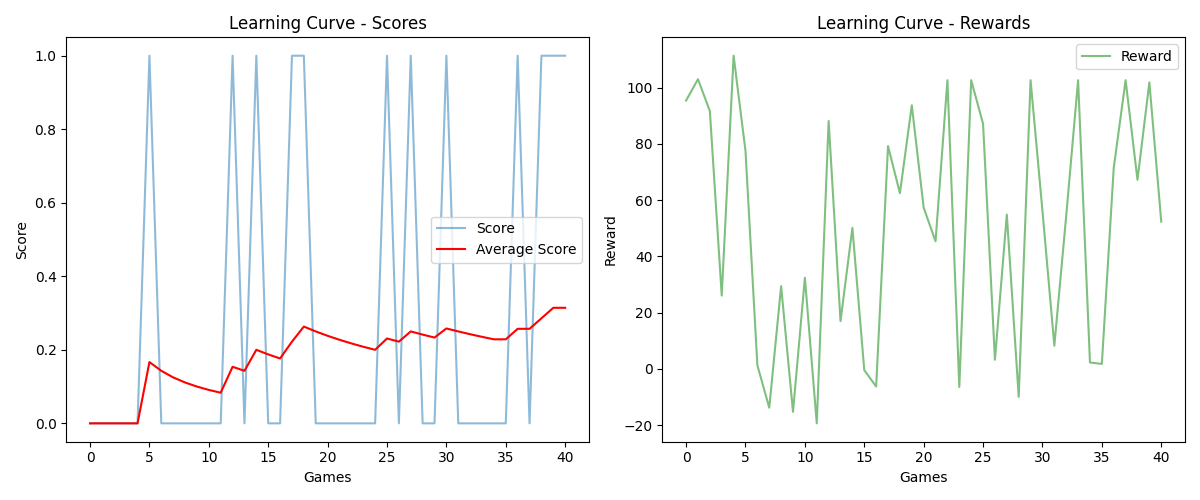 Learning Curve - Scores
1.0
0.8
0.6
0.4
0.2
0.0
Score
Score
Average Score
0 5 10 15 20 25 30 35 40
Games
Learning Curve - Rewards
100
80
60
40
20
0
−20
Reward
Reward
0 5 10 15 20 25 30 35 40
Games